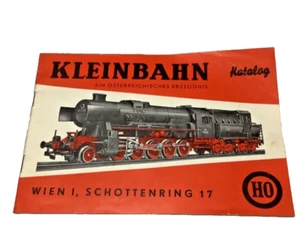 KLEINBAHN
Katalog
EIN ÖSTERREICHISCHES ERZEUGNIS
WIEN I, SCHOTTENRING 17
HO